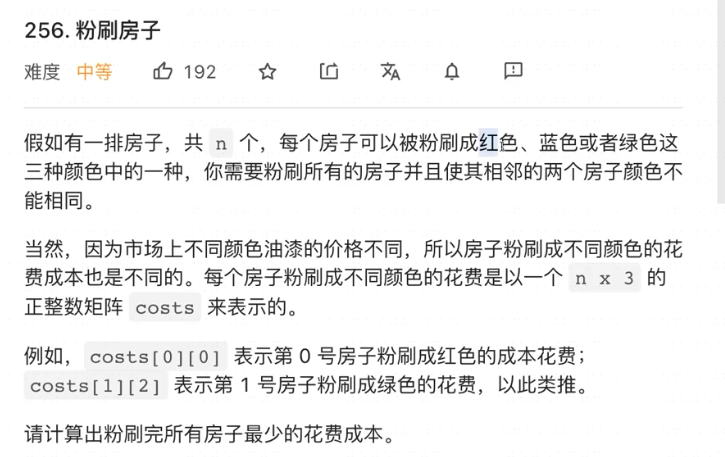 256. 粉刷房子
难度 中等 192
假如有一排房子，共 n 个，每个房子可以被粉刷成红色、蓝色或者绿色这
三种颜色中的一种，你需要粉刷所有的房子并且使其相邻的两个房子颜色不
能相同。
当然，因为市场上不同颜色油漆的价格不同，所以房子粉刷成不同颜色的花
费成本也是不同的。每个房子粉刷成不同颜色的花费是以一个 n x 3 的
正整数矩阵 costs 来表示的。
例如，costs[0][0] 表示第 0 号房子粉刷成红色的成本花费；
costs[1][2] 表示第 1 号房子粉刷成绿色的花费，以此类推。
请计算出粉刷完所有房子最少的花费成本。